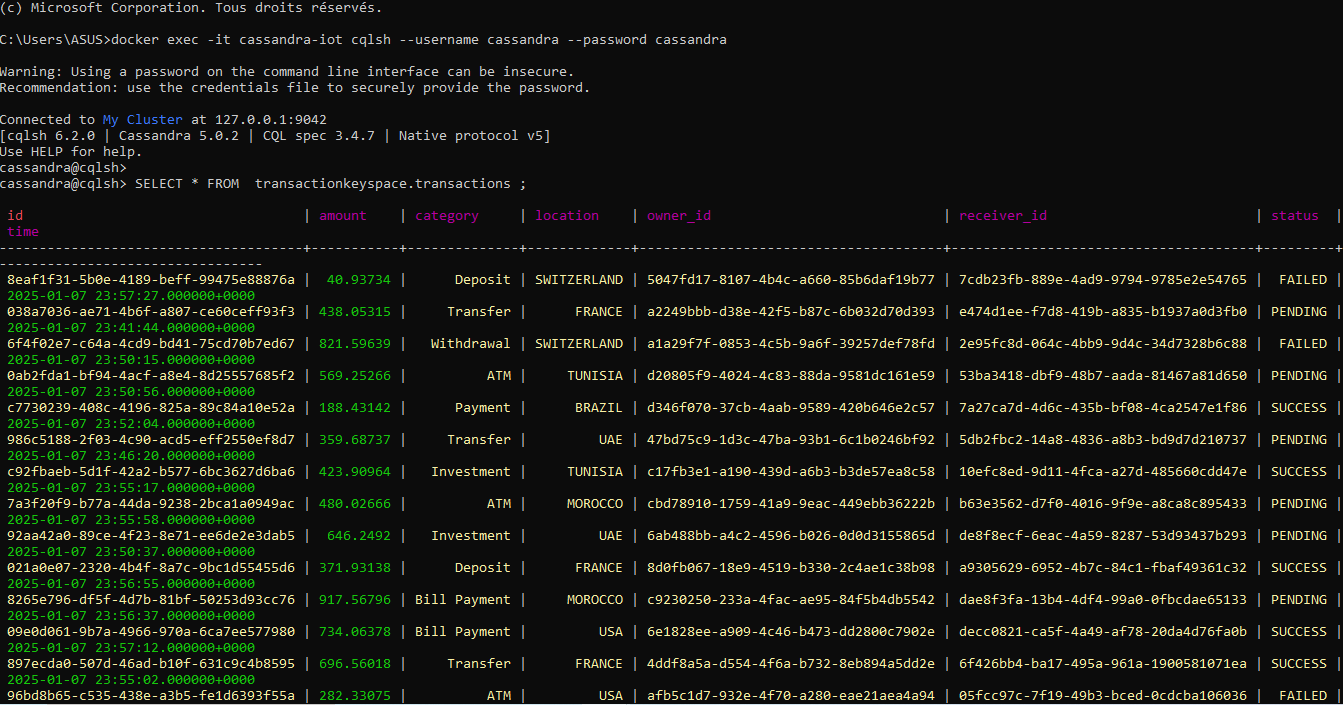 (c) Microsoft Corporation. Tous droits réservés.
C:\Users\ASUS>docker exec -it cassandra-iot cqlsh --username cassandra --password cassandra
Warning: Using a password on the command line interface can be insecure.
Recommendation: use the credentials file to securely provide the password.
Connected to My Cluster at 127.0.0.1:9042
[cqlsh 6.2.0 | Cassandra 5.0.2 | CQL spec 3.4.7 | Native protocol v5]
Use HELP for help.
cassandra@cqlsh>
cassandra@cqlsh> SELECT * FROM  transactionkeyspace.transactions ;
id | amount | category | location | owner_id | receiver_id | status |
time
8eaf1f31-5b0e-4189-beff-99475e88876a | 40.93734 | Deposit | SWITZERLAND | 5047fd17-8107-4b4c-a660-85b6daf19b77 | 7cdb23fb-889e-4ad9-9794-9785e2e54765 | FAILED |
2025-01-07 23:57:27.000000+0000
038a7036-ae71-4b6f-a807-ce60ceff93f3 | 438.05315 | Transfer | FRANCE | a2249bbb-d38e-42f5-b87c-6b032d70d393 | e474d1ee-f7d8-419b-a835-b1937a0d3fb0 | PENDING |
2025-01-07 23:41:44.000000+0000
6f4f02e7-c64a-4cd9-bd41-75cd70b7ed67 | 821.59639 | Withdrawal | SWITZERLAND | a1a29f7f-0853-4c5b-9a6f-39257def78fd | 2e95fc8d-064c-4bb9-9d4c-34d7328b6c88 | FAILED |
2025-01-07 23:50:15.000000+0000
0ab2fda1-bf94-4acf-a8e4-8d25557685f2 | 569.25266 | ATM | TUNISIA | d20805f9-4024-4c83-88da-9581dc161e59 | 53ba3418-dbf9-48b7-aada-81467a81d650 | PENDING |
2025-01-07 23:50:56.000000+0000
c7730239-408c-4196-825a-89c84a10e52a | 188.43142 | Payment | BRAZIL | d346f070-37cb-4aab-9589-420b646e2c57 | 7a27ca7d-4d6c-435b-bf08-4ca2547e1f86 | SUCCESS |
2025-01-07 23:52:04.000000+0000
986c5188-2f03-4c90-acd5-eff2550ef8d7 | 359.68737 | Transfer | UAE | 47bd75c9-1d3c-47ba-93b1-6c1b0246bf92 | 5db2fbc2-14a8-4836-a8b3-bd9d7d210737 | PENDING |
2025-01-07 23:46:20.000000+0000
c92fbaeb-5d1f-42a2-b577-6bc3627d6ba6 | 423.90964 | Investment | TUNISIA | c17fb3e1-a190-439d-a6b3-b3de57ea8c58 | 10efc8ed-9d11-4fca-a27d-485660cdd47e | SUCCESS |
2025-01-07 23:55:17.000000+0000
7a3f20f9-b77a-44da-9238-2bca1a0949ac | 480.02666 | ATM | MOROCCO | cbd78910-1759-41a9-9eac-449ebb36222b | b63e3562-d7f0-4016-9f9e-a8ca8c895433 | PENDING |
2025-01-07 23:55:58.000000+0000
92aa42a0-89ce-4f23-8e71-ee6de2e3dab5 | 646.2492 | Investment | UAE | 6ab488bb-a4c2-4596-b026-0d0d3155865d | de8f8ecf-6eac-4a59-8287-53d93437b293 | PENDING |
2025-01-07 23:50:37.000000+0000
021a0e07-2320-4b4f-8a7c-9bc1d55455d6 | 371.93138 | Deposit | FRANCE | 8d0fb067-18e9-4519-b330-2c4ae1c38b98 | a9305629-6952-4b7c-84c1-fbaf49361c32 | SUCCESS |
2025-01-07 23:56:55.000000+0000
8265e796-df5f-4d7b-81bf-50253d93cc76 | 917.56796 | Bill Payment | MOROCCO | c9230250-233a-4fac-ae95-84f5b4db5542 | dae8f3fa-13b4-4df4-99a0-0fbcdae65133 | PENDING |
2025-01-07 23:56:37.000000+0000
09e0d061-9b7a-4966-970a-6ca7ee577980 | 734.06378 | Bill Payment | USA | 6e1828ee-a909-4c46-b473-dd2800c7902e | decc0821-ca5f-4a49-af78-20da4d76fa0b | SUCCESS |
2025-01-07 23:57:12.000000+0000
897ecda0-507d-46ad-b10f-631c9c4b8595 | 696.56018 | Transfer | FRANCE | 4ddf8a5a-d554-4f6a-b732-8eb894a5dd2e | 6f426bb4-ba17-495a-961a-1900581071ea | SUCCESS |
2025-01-07 23:55:02.000000+0000
96bd8b65-c535-438e-a3b5-fe1d6393f55a | 282.33075 | ATM | USA | afb5c1d7-932e-4f70-a280-eae21aea4a94 | 05fcc97c-7f19-49b3-bced-0cdcba106036 | FAILED |